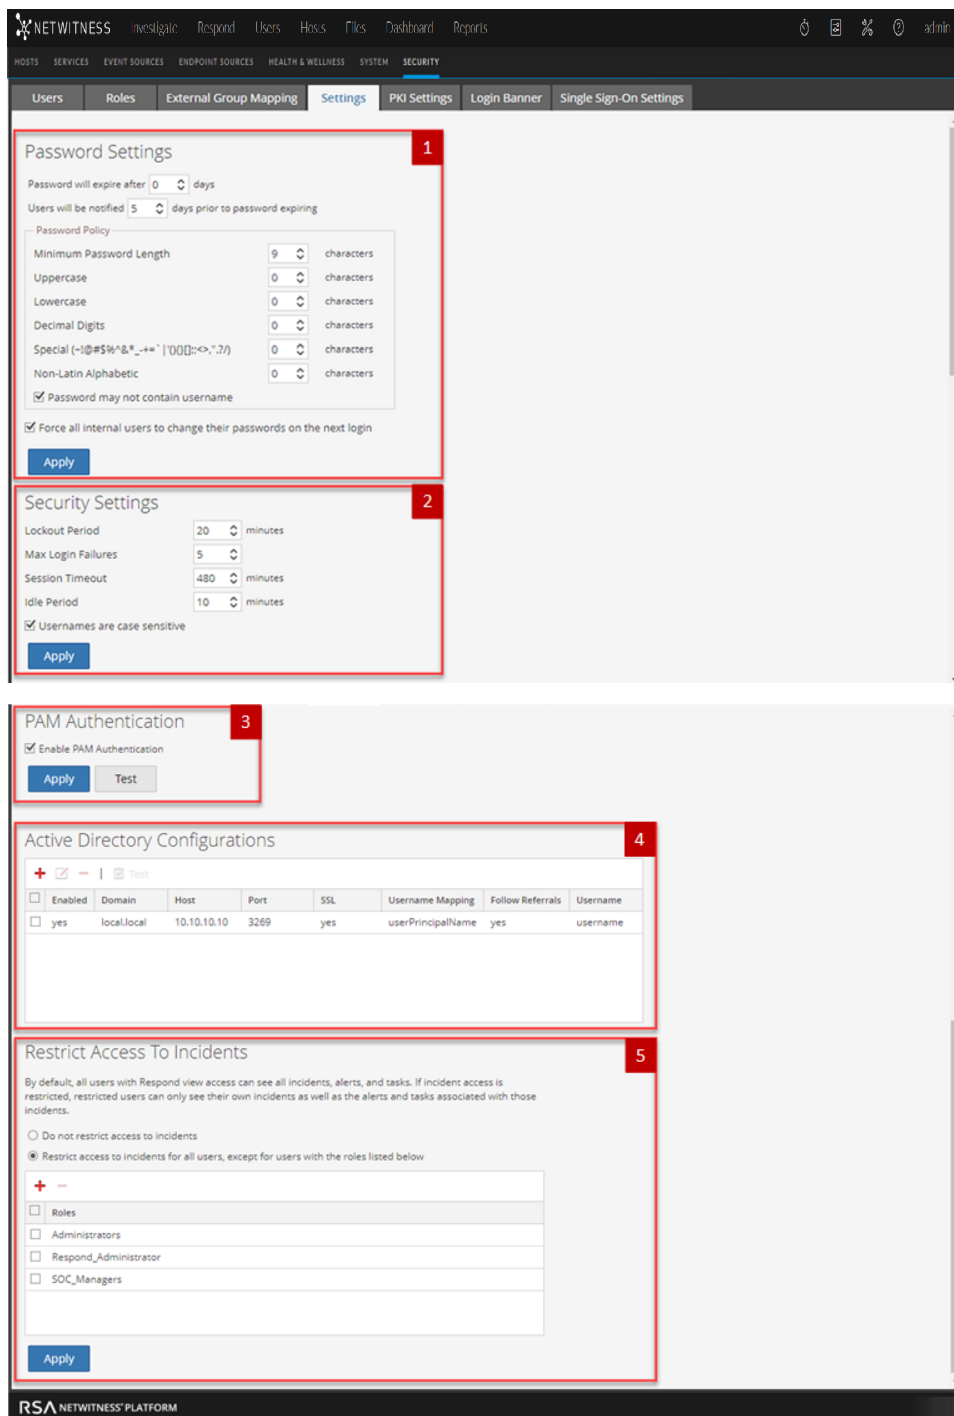 NETWITNESS Investigate Respond Users Hosts Files Dashboard Reports admin
HOSTS SERVICES EVENT SOURCES ENDPOINT SOURCES HEALTH & WELLNESS SYSTEM SECURITY
Users Roles External Group Mapping Settings PKI Settings Login Banner Single Sign-On Settings
Password Settings 1
Password will expire after 0 days
Users will be notified 5 days prior to password expiring
Password Policy
Minimum Password Length 9 characters
Uppercase 0 characters
Lowercase 0 characters
Decimal Digits 0 characters
Special (~!@#$%^&*_-+=`|'(){}[]:;<>,".?/) 0 characters
Non-Latin Alphabetic 0 characters
Password may not contain username
Force all internal users to change their passwords on the next login
Apply
Security Settings 2
Lockout Period 20 minutes
Max Login Failures 5
Session Timeout 480 minutes
Idle Period 10 minutes
Usernames are case sensitive
Apply
PAM Authentication 3
Enable PAM Authentication
Apply Test
Active Directory Configurations 4
Test
Enabled Domain Host Port SSL Username Mapping Follow Referrals Username
yes local.local 10.10.10.10 3269 yes userPrincipalName yes username
Restrict Access To Incidents 5
By default, all users with Respond view access can see all incidents, alerts, and tasks. If incident access is
restricted, restricted users can only see their own incidents as well as the alerts and tasks associated with those
incidents.
Do not restrict access to incidents
Restrict access to incidents for all users, except for users with the roles listed below
Roles
Administrators
Respond_Administrator
SOC_Managers
Apply
RSA NETWITNESS® PLATFORM